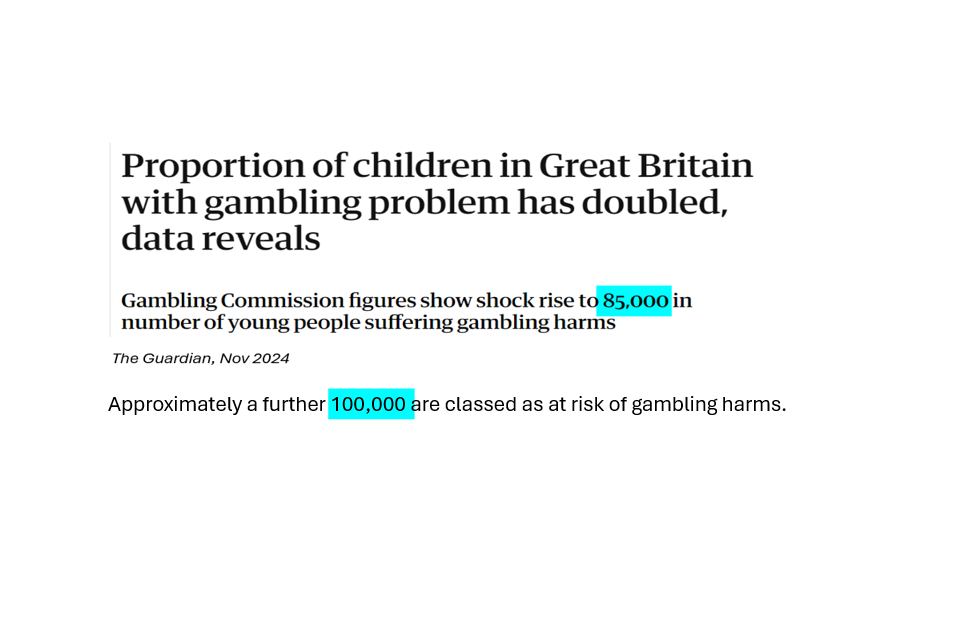 Proportion of children in Great Britain
with gambling problem has doubled,
data reveals
Gambling Commission figures show shock rise to 85,000 in
number of young people suffering gambling harms
The Guardian, Nov 2024
Approximately a further 100,000 are classed as at risk of gambling harms.